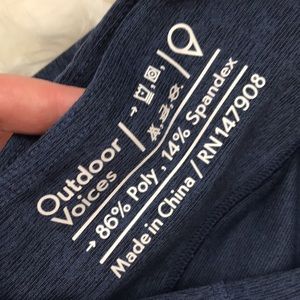 Outdoor
Voices
→ 86% Poly, 14% Spandex
Made in China / RN147908